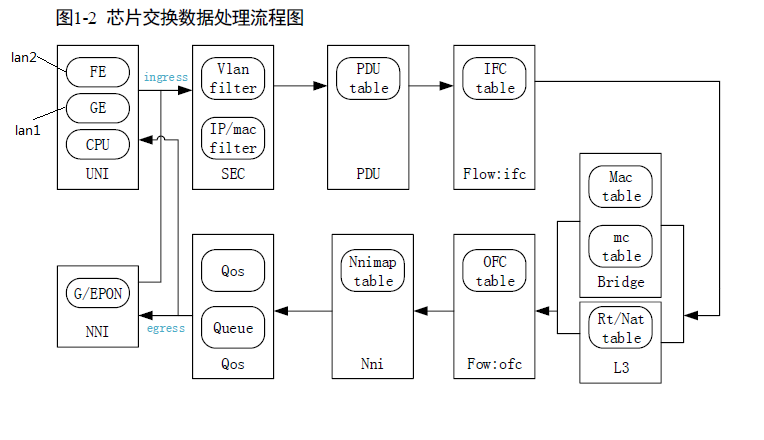 图1-2 芯片交换数据处理流程图
lan2
lan1
FE
GE
CPU
UNI
ingress
Vlan
filter
IP/mac
filter
SEC
PDU
table
PDU
IFC
table
Flow:ifc
Mac
table
mc
table
Bridge
Rt/Nat
table
L3
OFC
table
Fow:ofc
Nnimap
table
Nni
Qos
Queue
Qos
egress
G/EPON
NNI